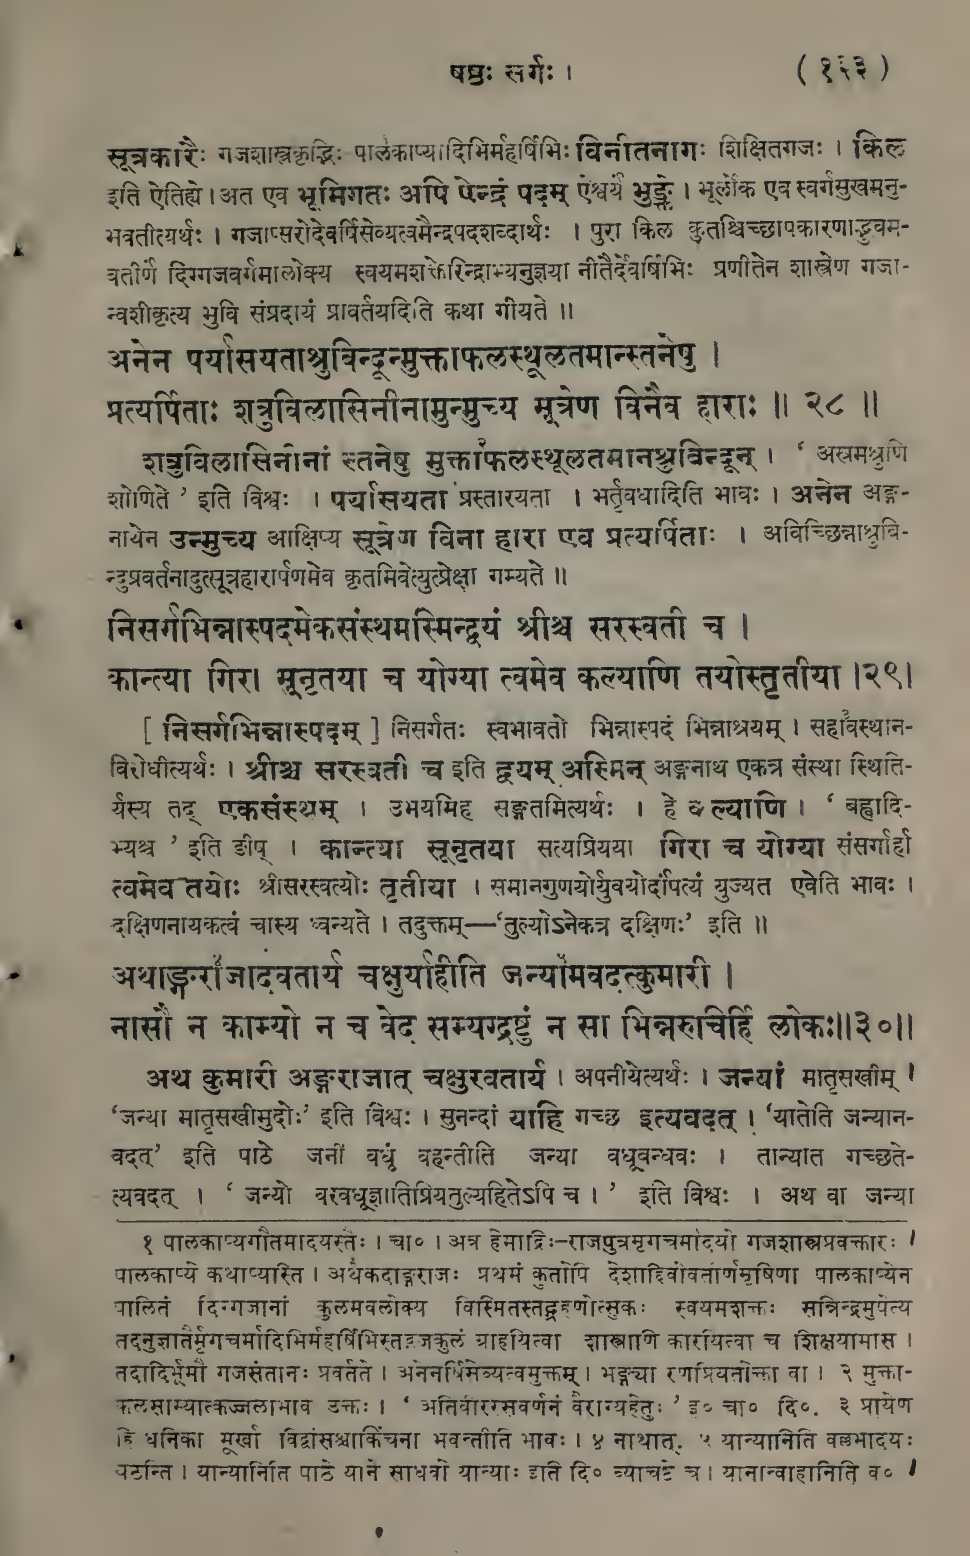 षष्ठः सर्गः । ( १६३ )
सूत्रकारैः गजशास्त्रकृद्भिः पालकाप्यादिभिर्महर्षिभिः विनीतनागः शिक्षितगजः । किल
इति ऐतिह्ये । अत एव भूमिगतः अपि ऐन्द्रं पदम् ऐश्वर्यं भुङ्क्ते । भूर्लोक एव स्वर्गसुखमनु-
भवतीत्यर्थः । गजाप्सरोदेवर्षिसेव्यत्वमैन्द्रपदशब्दार्थः । पुरा किल कुतश्चिच्छापकारणाद्भुवम-
वतीर्णं दिग्गजवर्गमालोक्य स्वयमशक्तेरिन्द्राभ्यनुज्ञया नीतैर्देवर्षिभिः प्रणीतेन शास्त्रेण गजा-
न्वशीकृत्य भुवि संप्रदायं प्रावर्तयदिति कथा गीयते ॥
अनेन पर्यासयताश्रुबिन्दून्मुक्ताफलस्थूलतमान्स्तनेषु ।
प्रत्यर्पिताः शत्रुविलासिनीनामुन्मुच्य सूत्रेण विनैव हाराः ॥ २८ ॥
शत्रुविलासिनीनां स्तनेषु मुक्ताफलस्थूलतमानश्रुबिन्दून् । ‘ अस्रमश्रुणि
शोणिते ’ इति विश्वः । पर्यासयता प्रस्तारयता । भर्तृवधादिति भावः । अनेन अङ्ग-
नाथेन उन्मुच्य आक्षिप्य सूत्रेण विना हारा एव प्रत्यर्पिताः । अविच्छिन्नाश्रुबि-
न्दुप्रवर्तनादुत्सूत्रहारार्पणमेव कृतमिवेत्युत्प्रेक्षा गम्यते ॥
निसर्गभिन्नास्पदमेकसंस्थमस्मिन्द्वयं श्रीश्च सरस्वती च ।
कान्त्या गिरा सूनृतया च योग्या त्वमेव कल्याणि तयोस्तृतीया ।२९।
[ निसर्गभिन्नास्पदम् ] निसर्गतः स्वभावतो भिन्नास्पदं भिन्नाश्रयम् । सहावस्थान-
विरोधीत्यर्थः । श्रीश्च सरस्वती च इति द्वयम् अस्मिन् अङ्गनाथ एकत्र संस्था स्थिति-
र्यस्य तद् एकसंस्थम् । उभयमिह सङ्गतमित्यर्थः । हे कल्याणि । ‘ बह्वादि-
भ्यश्च ’ इति ङीष् । कान्त्या सूनृतया सत्यप्रियया गिरा च योग्या संसर्गार्हा
त्वमेव तयोः श्रीसरस्वत्योः तृतीया । समानगुणयोर्युवयोर्दांपत्यं युज्यत एवेति भावः ।
दक्षिणनायकत्वं चास्य ध्वन्यते । तदुक्तम्—‘तुल्योऽनेकत्र दक्षिणः’ इति ॥
अथाङ्गराजादवतार्य चक्षुर्याहीति जन्यामवदत्कुमारी ।
नासौ न काम्यो न च वेद सम्यग्द्रष्टुं न सा भिन्नरुचिर्हि लोकः॥३०॥
अथ कुमारी अङ्गराजात् चक्षुरवतार्य । अपनीयेत्यर्थः । जन्यां मातृसखीम् ।
‘जन्या मातृसखीमुदोः’ इति विश्वः । सुनन्दां याहि गच्छ इत्यवदत् । ‘यातेति जन्यान-
वदत्’ इति पाठे जनीं वधूं वहन्तीति जन्या वधूबन्धवः । तान्यात गच्छते-
त्यवदत् । ‘ जन्यो वरवधूज्ञातिप्रियतुल्यहितेऽपि च । ’ इति विश्वः । अथ वा जन्या
१ पालकाप्यगौतमादयस्तैः । चा० । अत्र हेमाद्रिः–राजपुत्रमृगचर्मादयो गजशास्त्रप्रवक्तारः ।
पालकाप्ये कथाप्यास्ति । अथैकदाङ्गराजः प्रथमं कुतोपि देशाद्दिवोवतीर्णमृषिणा पालकाप्येन
पालितं दिग्गजानां कुलमवलोक्य विस्मितस्तद्ग्रहणोत्सुकः स्वयमशक्तः सन्निन्द्रमुपेत्य
तदनुज्ञातैर्मृगचर्मादिभिर्महर्षिभिस्तद्गजकुलं ग्राहयित्वा शास्त्राणि कारयित्वा च शिक्षयामास ।
तदादिर्भूमौ गजसंतानः प्रवर्तते । अनेनर्षिसेव्यत्वमुक्तम् । भङ्ग्या रणप्रियतोक्ता वा । २ मुक्ता-
फलसाम्यात्कज्जलाभाव उक्तः । ‘ अतिवीररसवर्णनं वैराग्यहेतुः ’ इ० चा० दि०. ३ प्रायेण
हि धनिका मूर्खा विद्वांसश्चाकिंचना भवन्तीति भावः । ४ नाथात्. ५ यान्यानिति वल्लभादयः
पठन्ति । यान्यानिति पाठे याने साधवो यान्याः इति दि० व्याचष्टे च । यानान्वाहानिति व० ।